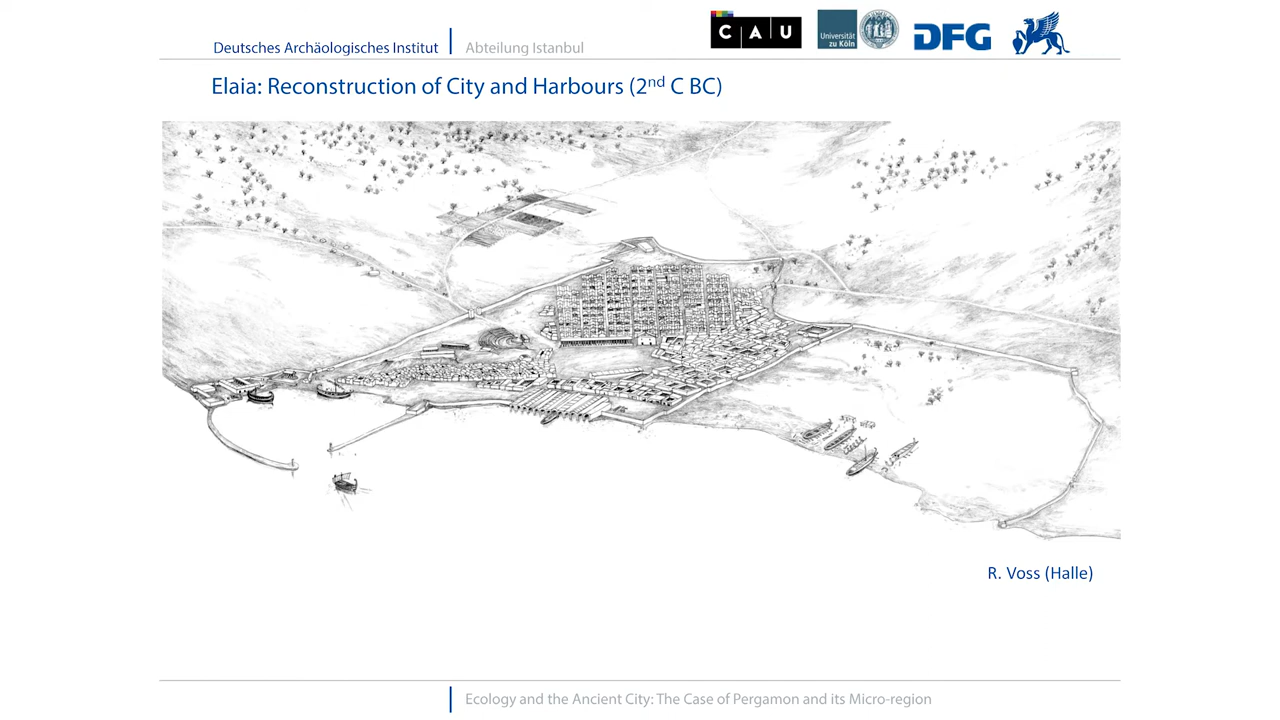 Deutsches Archäologisches Institut
Abteilung Istanbul
C A U
Universität
zu Köln
DFG
Elaia: Reconstruction of City and Harbours (2nd C BC)
R. Voss (Halle)
Ecology and the Ancient City: The Case of Pergamon and its Micro-region